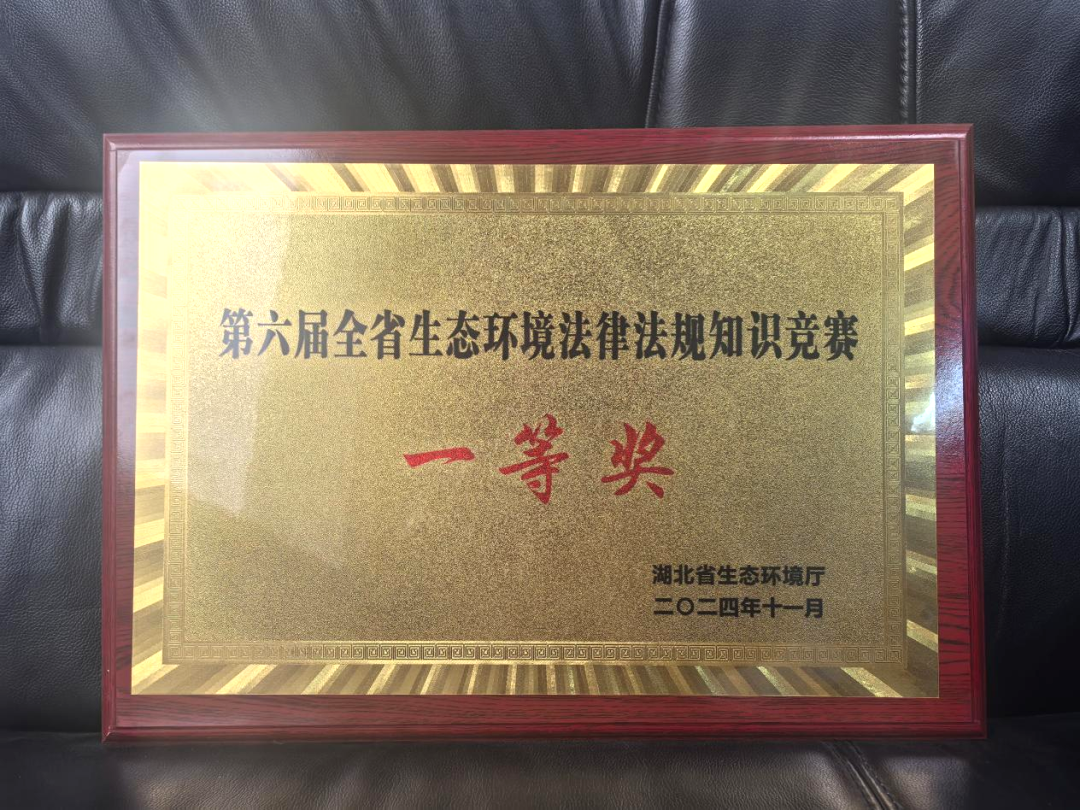 第六届全省生态环境法律法规知识竞赛
一等奖
湖北省生态环境厅
二〇二四年十一月